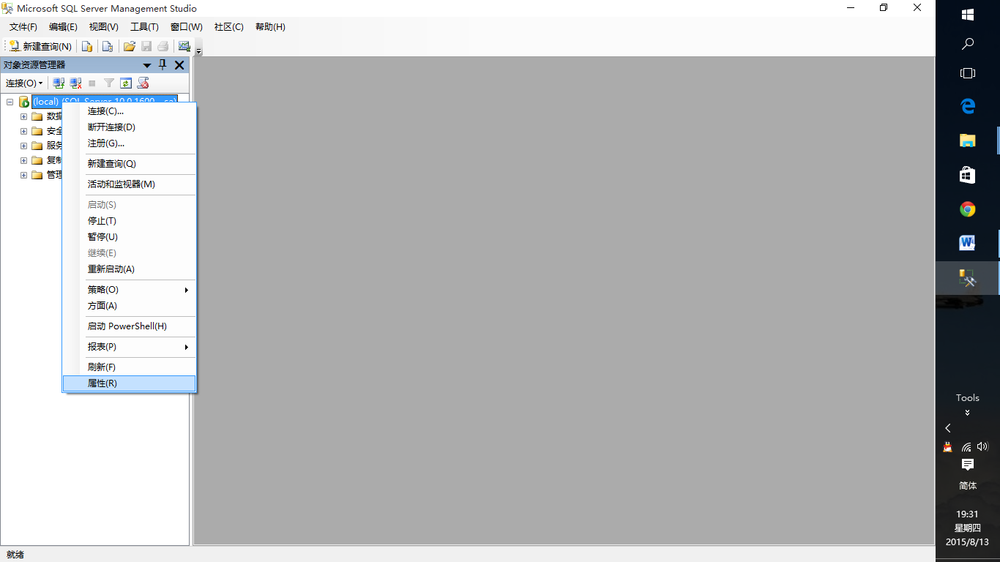 Microsoft SQL Server Management Studio
文件(F) 编辑(E) 视图(V) 工具(T) 窗口(W) 社区(C) 帮助(H)
新建查询(N)
对象资源管理器
连接(O)
(local) (SQL Server 10.0.1600 - sa)
数据
安全
服务
复制
管理
连接(C)...
断开连接(D)
注册(G)...
新建查询(Q)
活动和监视器(M)
启动(S)
停止(T)
暂停(U)
继续(E)
重新启动(A)
策略(O)
方面(A)
启动 PowerShell(H)
报表(P)
刷新(F)
属性(R)
就绪
Tools
简体
19:31
星期四
2015/8/13